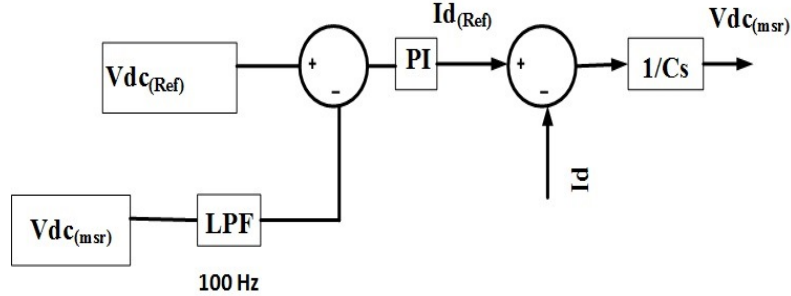 Id(Ref)
Vdc(msr)
Vdc(Ref)
+
−
PI
+
−
1/Cs
Id
Vdc(msr)
LPF
100 Hz